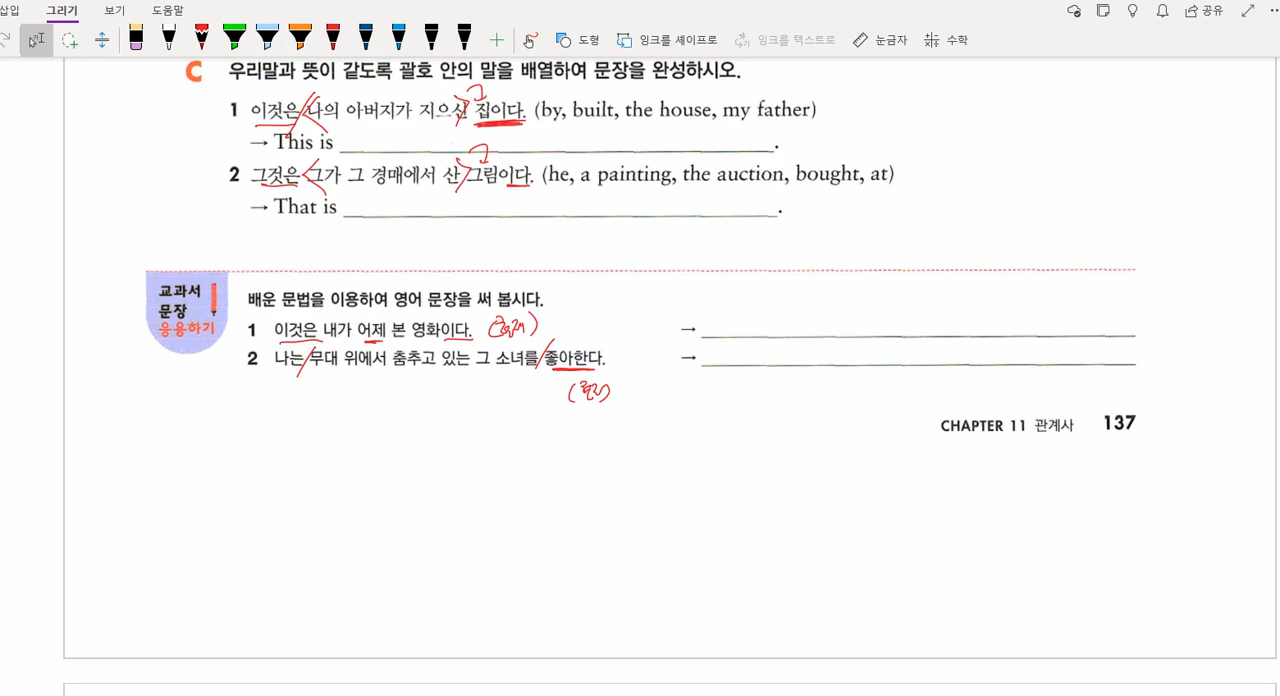 삽입 그리기 보기 도움말 공유
도형 잉크를 셰이프로 잉크를 텍스트로 눈금자 수학
C 우리말과 뜻이 같도록 괄호 안의 말을 배열하여 문장을 완성하시오.
1 이것은 나의 아버지가 지으신 집이다. (by, built, the house, my father)
→ This is .
2 그것은 그가 그 경매에서 산 그림이다. (he, a painting, the auction, bought, at)
→ That is .
교과서
문장
응용하기
배운 문법을 이용하여 영어 문장을 써 봅시다.
1 이것은 내가 어제 본 영화이다. →
2 나는 무대 위에서 춤추고 있는 그 소녀를 좋아한다. →
CHAPTER 11 관계사 137